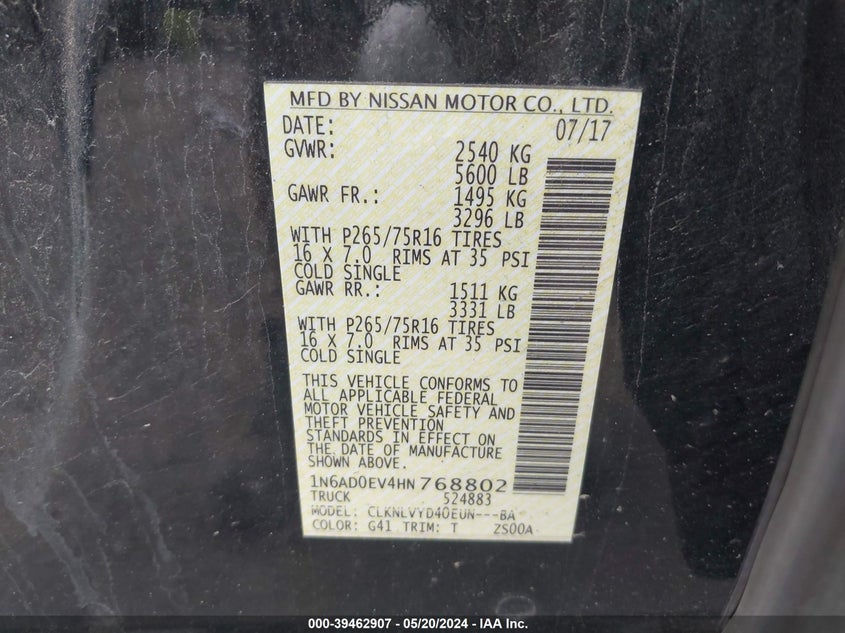 MFD BY NISSAN MOTOR CO., LTD.
DATE: 07/17
GVWR: 2540 KG
5600 LB
GAWR FR.: 1495 KG
3296 LB
WITH P265/75R16 TIRES
16 X 7.0 RIMS AT 35 PSI
COLD SINGLE
GAWR RR.: 1511 KG
3331 LB
WITH P265/75R16 TIRES
16 X 7.0 RIMS AT 35 PSI
COLD SINGLE
THIS VEHICLE CONFORMS TO
ALL APPLICABLE FEDERAL
MOTOR VEHICLE SAFETY AND
THEFT PREVENTION
STANDARDS IN EFFECT ON
THE DATE OF MANUFACTURE
SHOWN ABOVE.
1N6AD0EV4HN768802
TRUCK 524883
MODEL: CLKNLVYD40EUN---BA
COLOR: G41 TRIM: T ZS00A
000-39462907 - 05/20/2024 - IAA Inc.